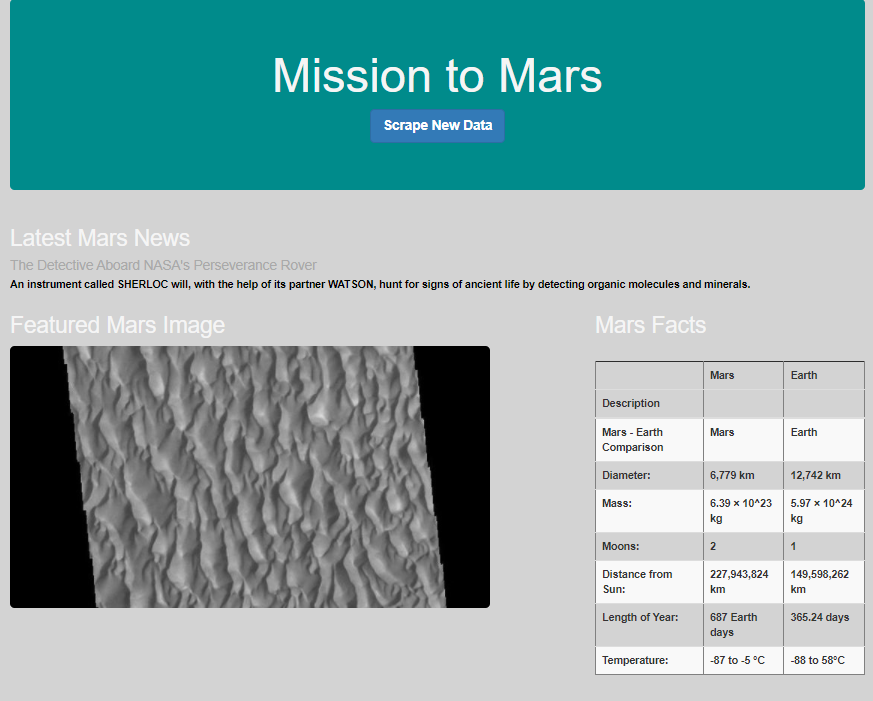 Mission to Mars
Scrape New Data
Latest Mars News
The Detective Aboard NASA's Perseverance Rover
An instrument called SHERLOC will, with the help of its partner WATSON, hunt for signs of ancient life by detecting organic molecules and minerals.
Featured Mars Image
Mars Facts
Mars Earth
Description
Mars - Earth Comparison Mars Earth
Diameter: 6,779 km 12,742 km
Mass: 6.39 × 10^23 kg 5.97 × 10^24 kg
Moons: 2 1
Distance from Sun: 227,943,824 km 149,598,262 km
Length of Year: 687 Earth days 365.24 days
Temperature: -87 to -5 °C -88 to 58°C